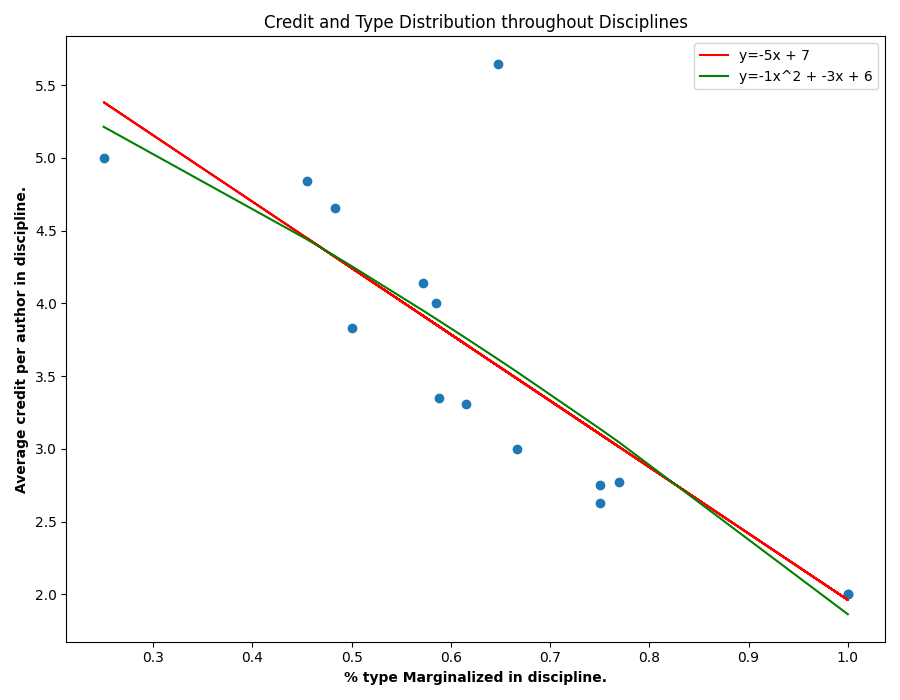 Credit and Type Distribution throughout Disciplines
y=-5x + 7
y=-1x^2 + -3x + 6
5.5
5.0
4.5
4.0
3.5
3.0
2.5
2.0
Average credit per author in discipline.
0.3 0.4 0.5 0.6 0.7 0.8 0.9 1.0
% type Marginalized in discipline.